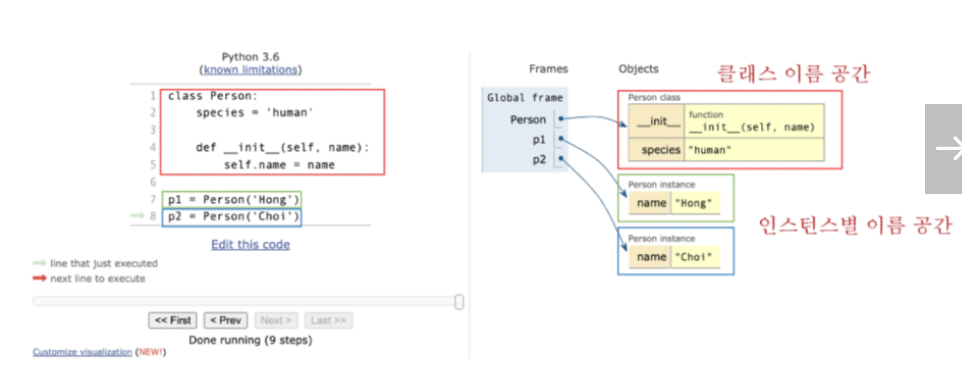 Python 3.6
(known limitations)
1 class Person:
2 species = 'human'
3
4 def __init__(self, name):
5 self.name = name
6
7 p1 = Person('Hong')
8 p2 = Person('Choi')
Edit this code
line that just executed
next line to execute
<< First < Prev Next > Last >>
Done running (9 steps)
Customize visualization (NEW!)
Frames Objects
클래스 이름 공간
Global frame
Person
p1
p2
Person class
__init__ function
__init__(self, name)
species "human"
Person instance
name "Hong"
인스턴스별 이름 공간
Person instance
name "Choi"